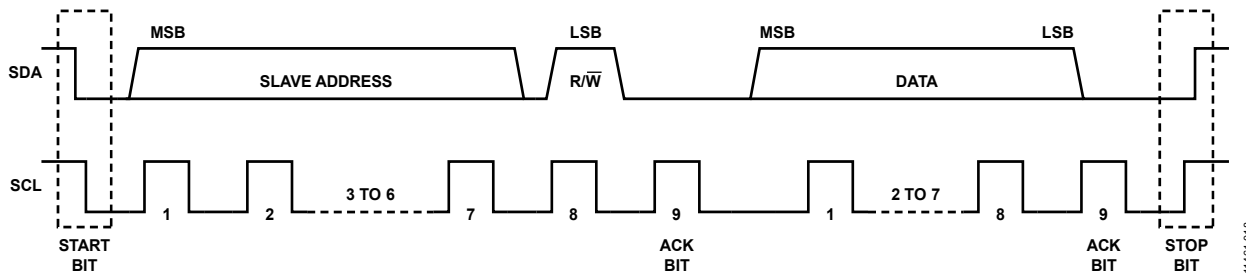 MSB
LSB
MSB
LSB
SDA
SLAVE ADDRESS
R/W̅
DATA
SCL
1
2
3 TO 6
7
8
9
1
2 TO 7
8
9
START
BIT
ACK
BIT
ACK
BIT
STOP
BIT